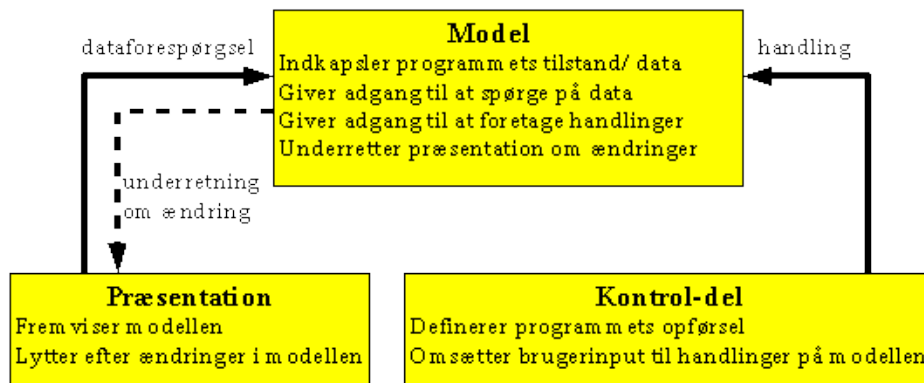 dataforespørgsel
Model
handling
Indkapsler programmets tilstand/ data
Giver adgang til at spørge på data
Giver adgang til at foretage handlinger
Underretter præsentation om ændringer
underretning
om ændring
Præsentation
Fremviser modellen
Lytter efter ændringer i modellen
Kontrol-del
Definerer programmets opførsel
Omsætter brugerinput til handlinger på modellen